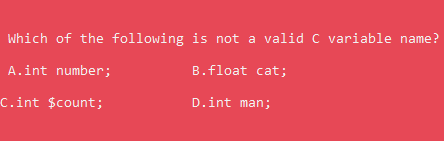 Which of the following is not a valid C variable name?
A.int number; B.float cat;
C.int $count; D.int man;